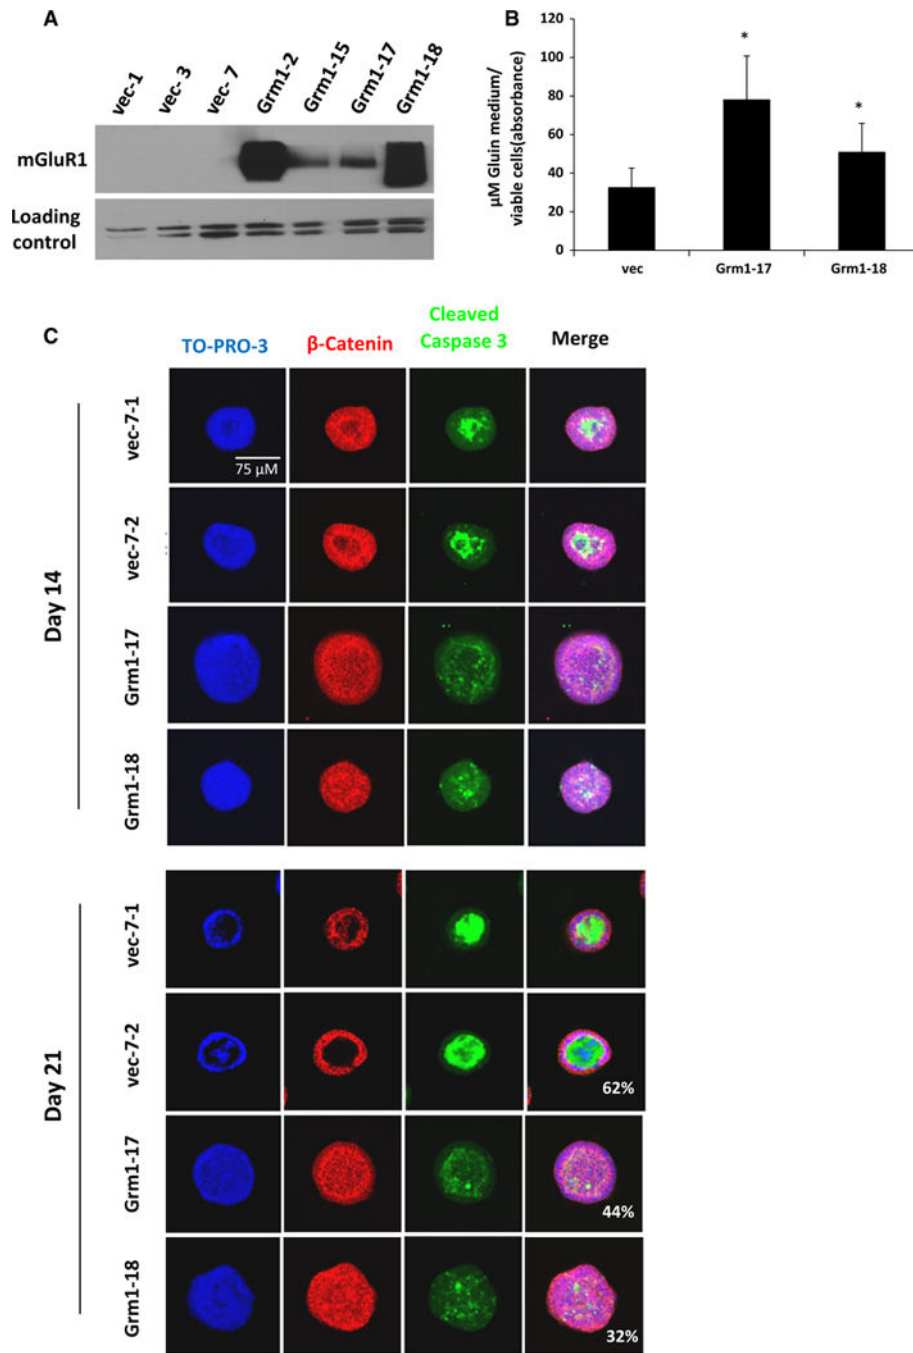 A
vec-1
vec- 3
vec- 7
Grm1-2
Grm1-15
Grm1-17
Grm1-18
mGluR1
Loading
control
B
µM Gluin medium/
viable cells(absorbance)
120
100
80
60
40
20
0
*
*
vec
Grm1-17
Grm1-18
C
TO-PRO-3
β-Catenin
Cleaved
Caspase 3
Merge
Day 14
vec-7-1
75 µM
vec-7-2
Grm1-17
Grm1-18
Day 21
vec-7-1
vec-7-2
62%
Grm1-17
44%
Grm1-18
32%